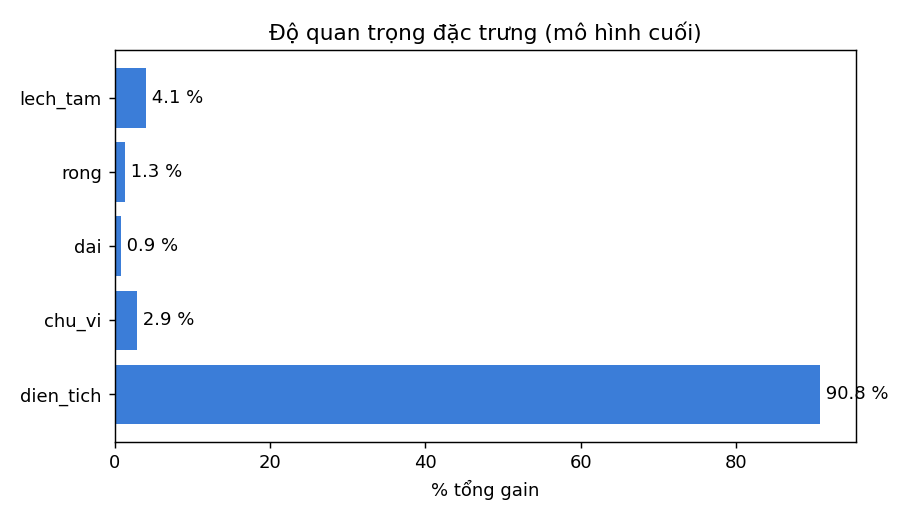 Độ quan trọng đặc trưng (mô hình cuối)
lech_tam 4.1 %
rong 1.3 %
dai 0.9 %
chu_vi 2.9 %
dien_tich 90.8 %
0 20 40 60 80
% tổng gain